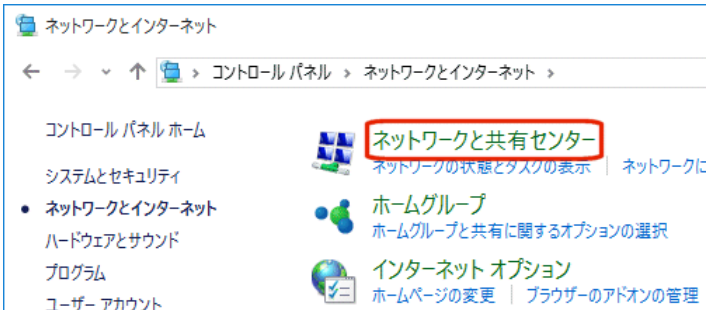 ネットワークとインターネット
コントロール パネル › ネットワークとインターネット ›
コントロール パネル ホーム
システムとセキュリティ
ネットワークとインターネット
ハードウェアとサウンド
プログラム
ユーザー アカウント
ネットワークと共有センター
ネットワークの状態とタスクの表示 | ネットワークに
ホームグループ
ホームグループと共有に関するオプションの選択
インターネット オプション
ホームページの変更 | ブラウザーのアドオンの管理